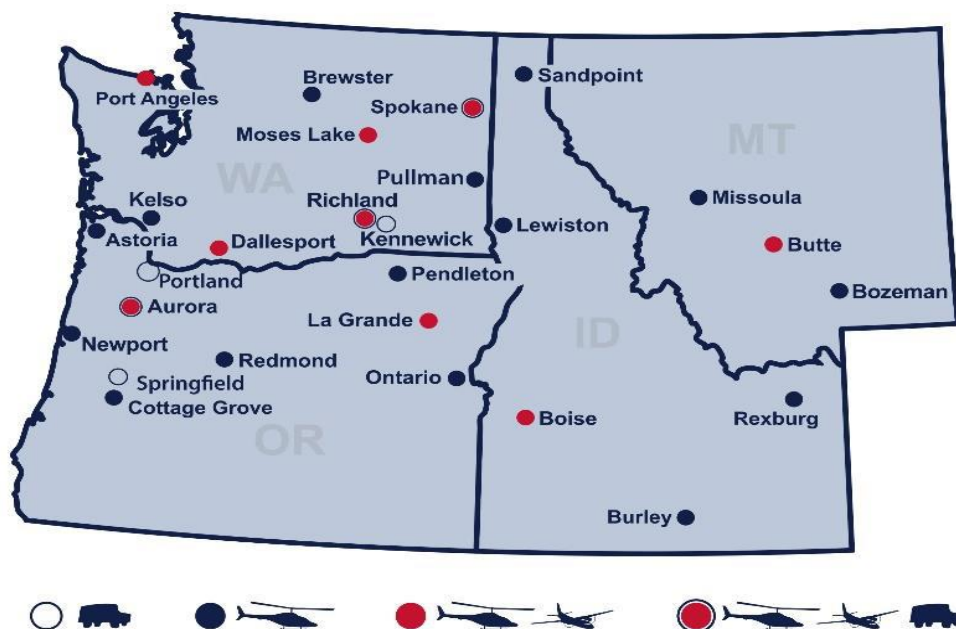 Brewster
Sandpoint
Port Angeles
Spokane
Moses Lake
MT
WA
Pullman
Kelso
Richland
Missoula
Astoria
Dallesport
Kennewick
Lewiston
Butte
Portland
Pendleton
Aurora
Bozeman
La Grande
ID
Newport
Redmond
Springfield
Ontario
Cottage Grove
Boise
Rexburg
OR
Burley